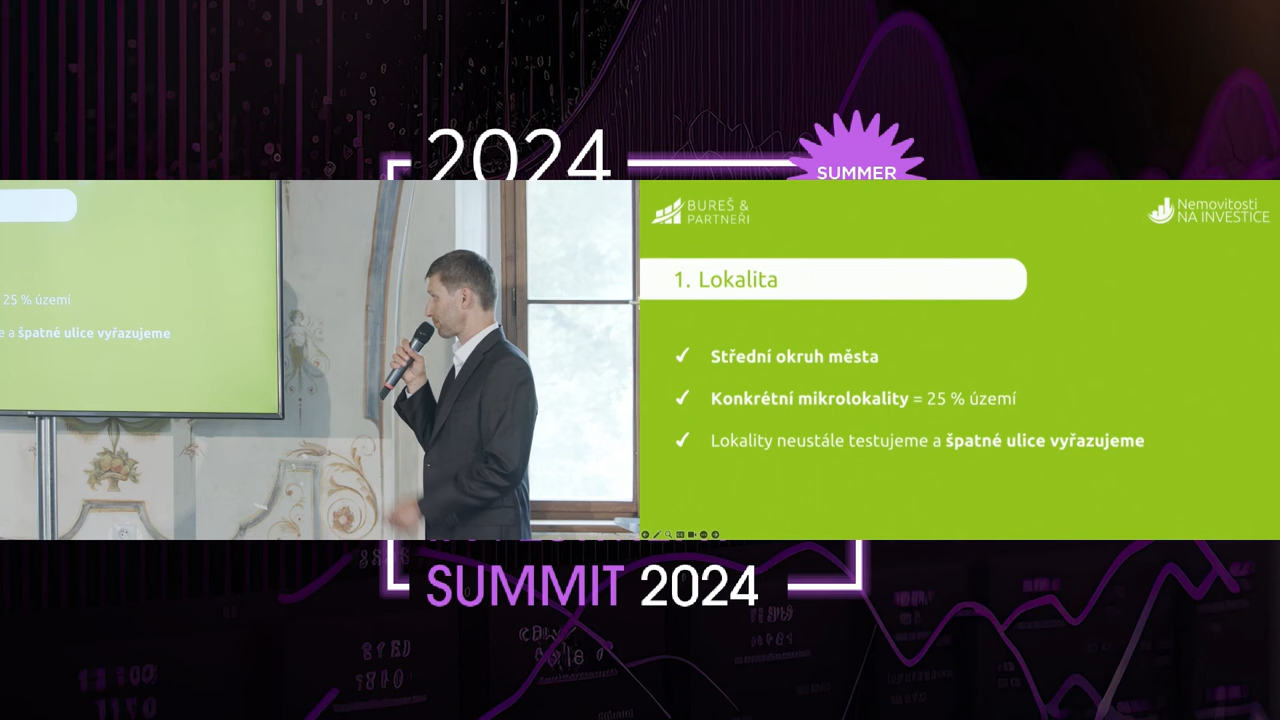 2024
SUMMER
25 % území
e a špatné ulice vyřazujeme
BUREŠ &
PARTNEŘI
Nemovitosti
NA INVESTICE
1. Lokalita
✓ Střední okruh města
✓ Konkrétní mikrolokality = 25 % území
✓ Lokality neustále testujeme a špatné ulice vyřazujeme
SUMMIT 2024